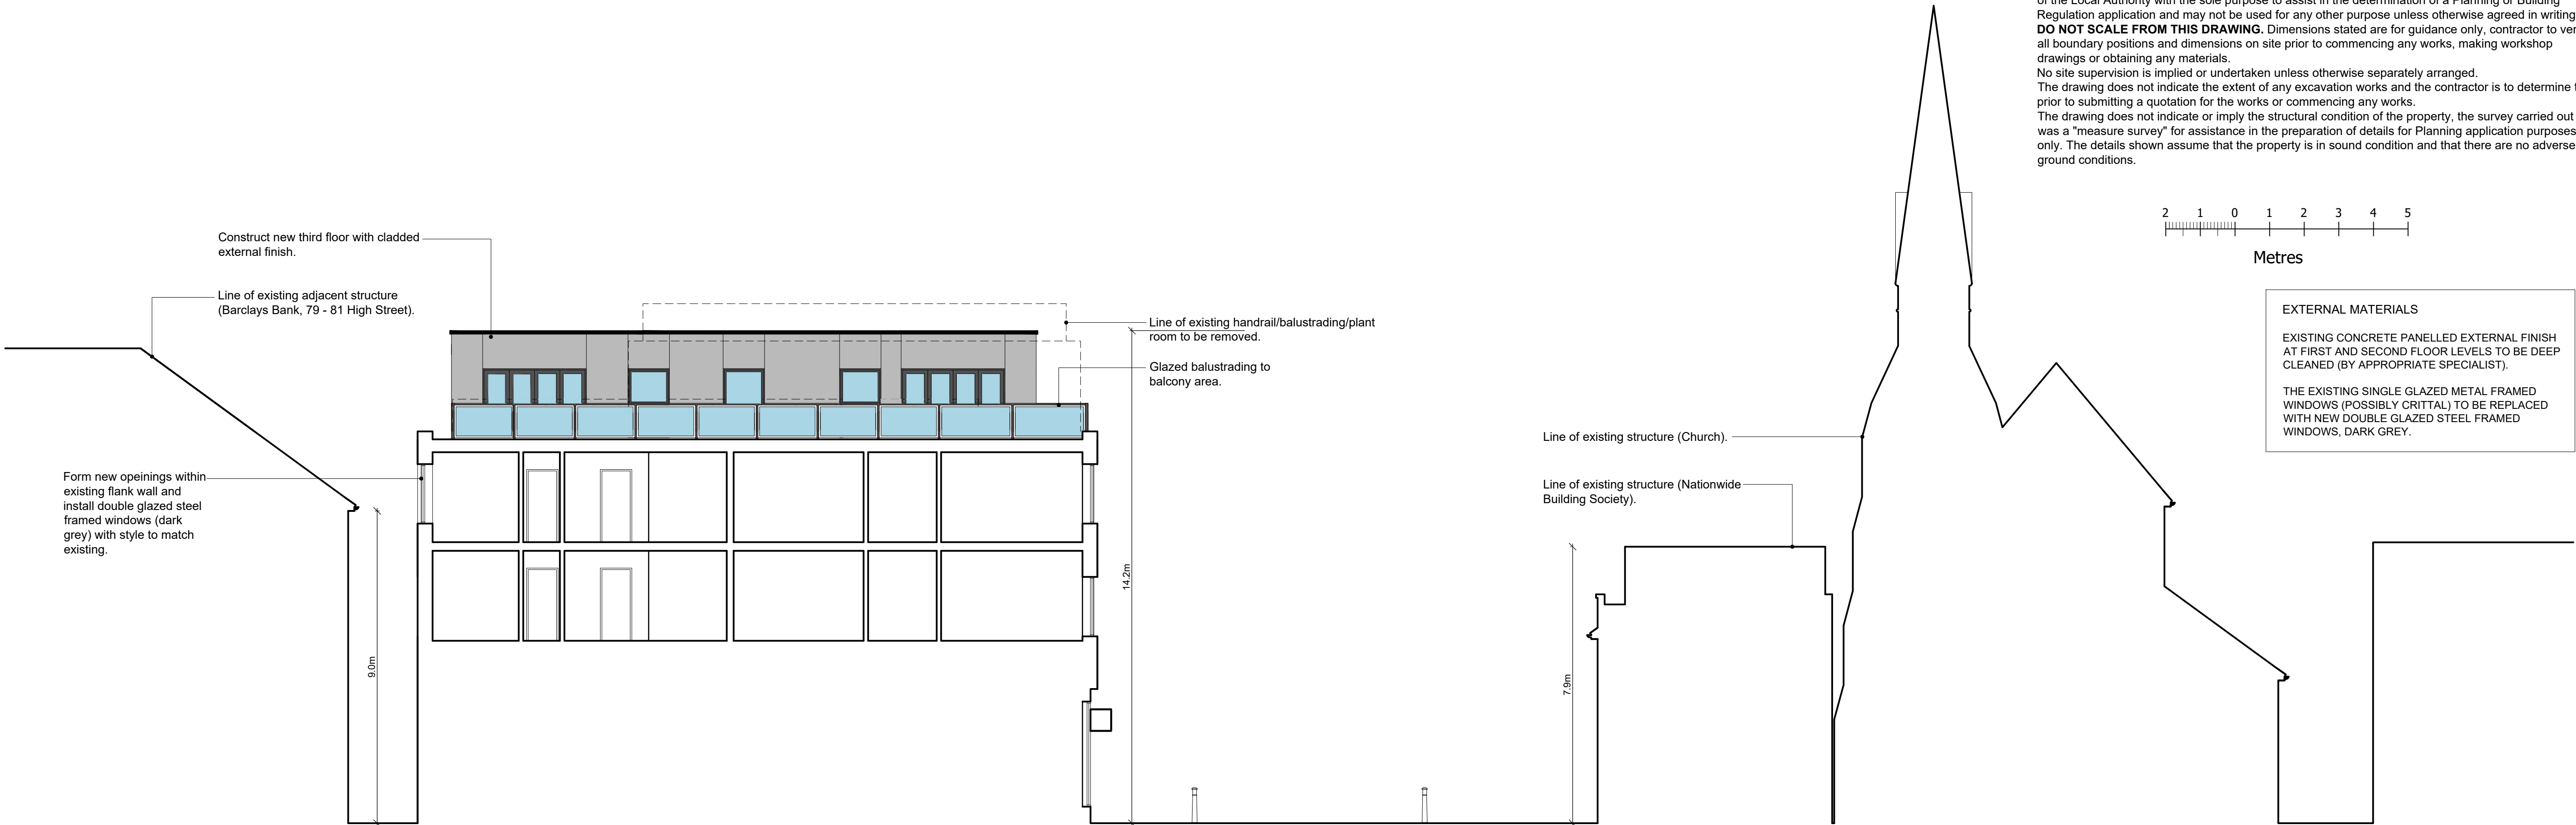 of the Local Authority with the sole purpose to assist in the determination of a Planning or Building
Regulation application and may not be used for any other purpose unless otherwise agreed in writing
DO NOT SCALE FROM THIS DRAWING. Dimensions stated are for guidance only, contractor to ver
all boundary positions and dimensions on site prior to commencing any works, making workshop
drawings or obtaining any materials.
No site supervision is implied or undertaken unless otherwise separately arranged.
The drawing does not indicate the extent of any excavation works and the contractor is to determine t
prior to submitting a quotation for the works or commencing any works.
The drawing does not indicate or imply the structural condition of the property, the survey carried out
was a "measure survey" for assistance in the preparation of details for Planning application purposes
only. The details shown assume that the property is in sound condition and that there are no adverse
ground conditions.
2 1 0 1 2 3 4 5
Metres
EXTERNAL MATERIALS
EXISTING CONCRETE PANELLED EXTERNAL FINISH
AT FIRST AND SECOND FLOOR LEVELS TO BE DEEP
CLEANED (BY APPROPRIATE SPECIALIST).
THE EXISTING SINGLE GLAZED METAL FRAMED
WINDOWS (POSSIBLY CRITTAL) TO BE REPLACED
WITH NEW DOUBLE GLAZED STEEL FRAMED
WINDOWS, DARK GREY.
Construct new third floor with cladded
external finish.
Line of existing adjacent structure
(Barclays Bank, 79 - 81 High Street).
Line of existing handrail/balustrading/plant
room to be removed.
Glazed balustrading to
balcony area.
Line of existing structure (Church).
Line of existing structure (Nationwide
Building Society).
Form new openings within
existing flank wall and
install double glazed steel
framed windows (dark
grey) with style to match
existing.
9.0m
14.2m
7.9m